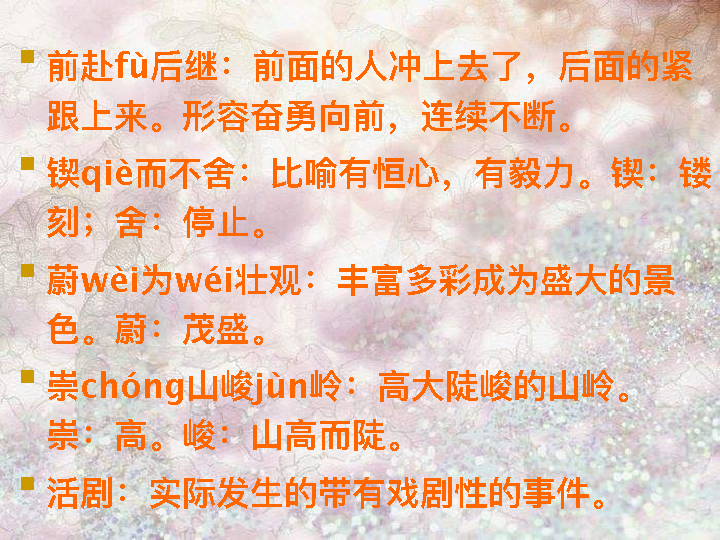 前赴fù后继：前面的人冲上去了，后面的紧
跟上来。形容奋勇向前，连续不断。
锲qiè而不舍：比喻有恒心，有毅力。锲：镂
刻；舍：停止。
蔚wèi为wéi壮观：丰富多彩成为盛大的景
色。蔚：茂盛。
崇chóng山峻jùn岭：高大陡峻的山岭。
崇：高。峻：山高而陡。
活剧：实际发生的带有戏剧性的事件。